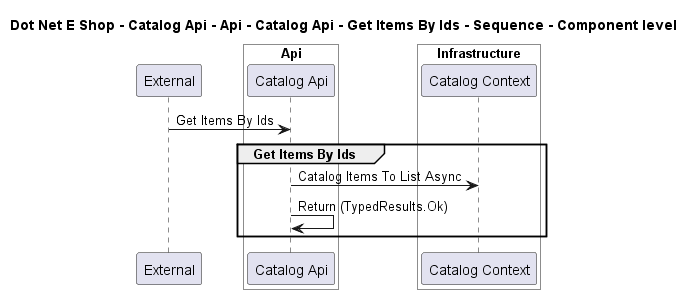 Dot Net E Shop - Catalog Api - Api - Catalog Api - Get Items By Ids - Sequence - Component level
Api
Infrastructure
External
Catalog Api
Catalog Context
Get Items By Ids
Get Items By Ids
Catalog Items To List Async
Return (TypedResults.Ok)
External
Catalog Api
Catalog Context